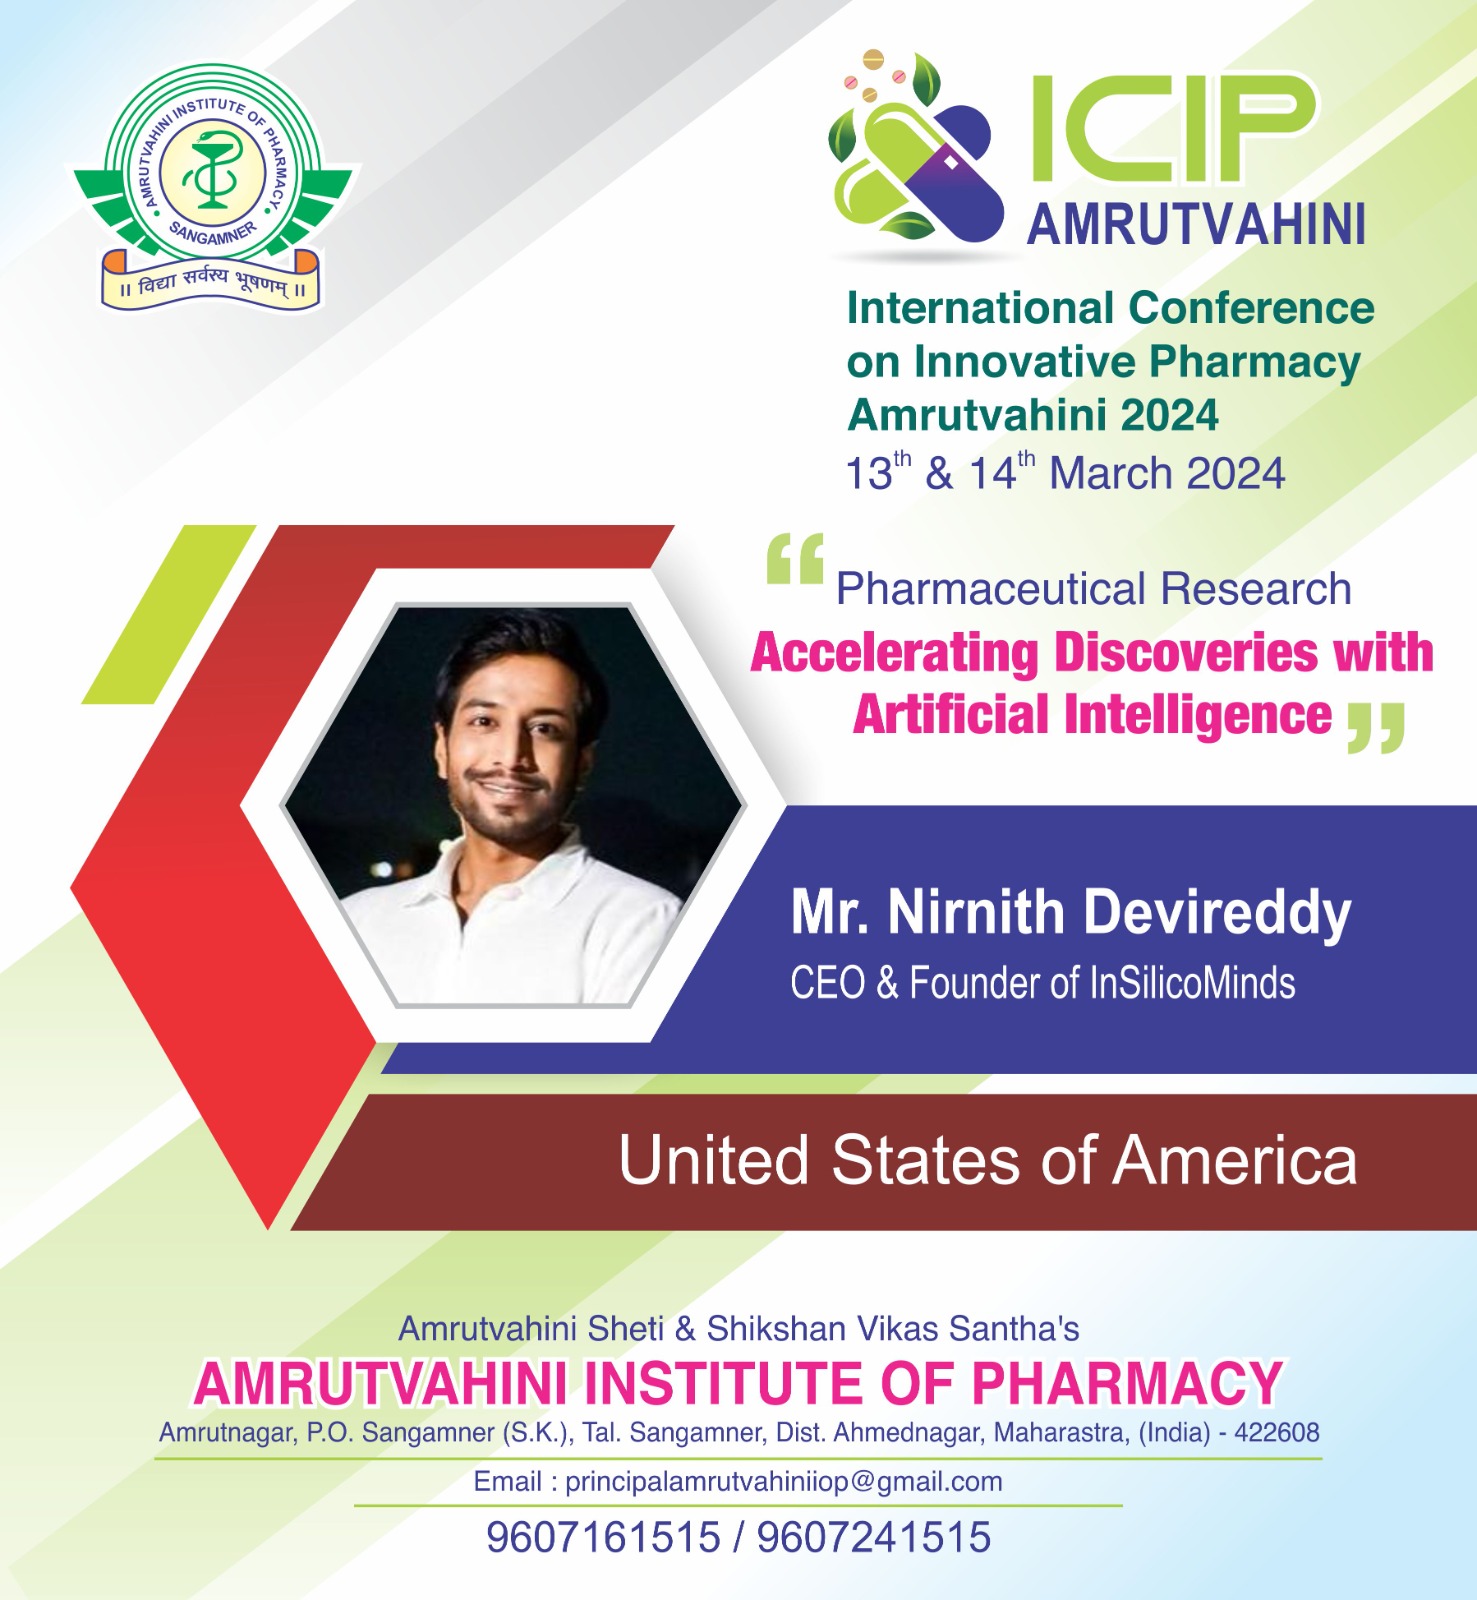 AMRUTVAHINI INSTITUTE OF PHARMACY
SANGAMNER
॥ विद्या सर्वस्य भूषणम् ॥
ICIP
AMRUTVAHINI
International Conference
on Innovative Pharmacy
Amrutvahini 2024
13th & 14th March 2024
“ Pharmaceutical Research
Accelerating Discoveries with
Artificial Intelligence ”
Mr. Nirnith Devireddy
CEO & Founder of InSilicoMinds
United States of America
Amrutvahini Sheti & Shikshan Vikas Santha's
AMRUTVAHINI INSTITUTE OF PHARMACY
Amrutnagar, P.O. Sangamner (S.K.), Tal. Sangamner, Dist. Ahmednagar, Maharastra, (India) - 422608
Email : principalamrutvahiniiop@gmail.com
9607161515 / 9607241515